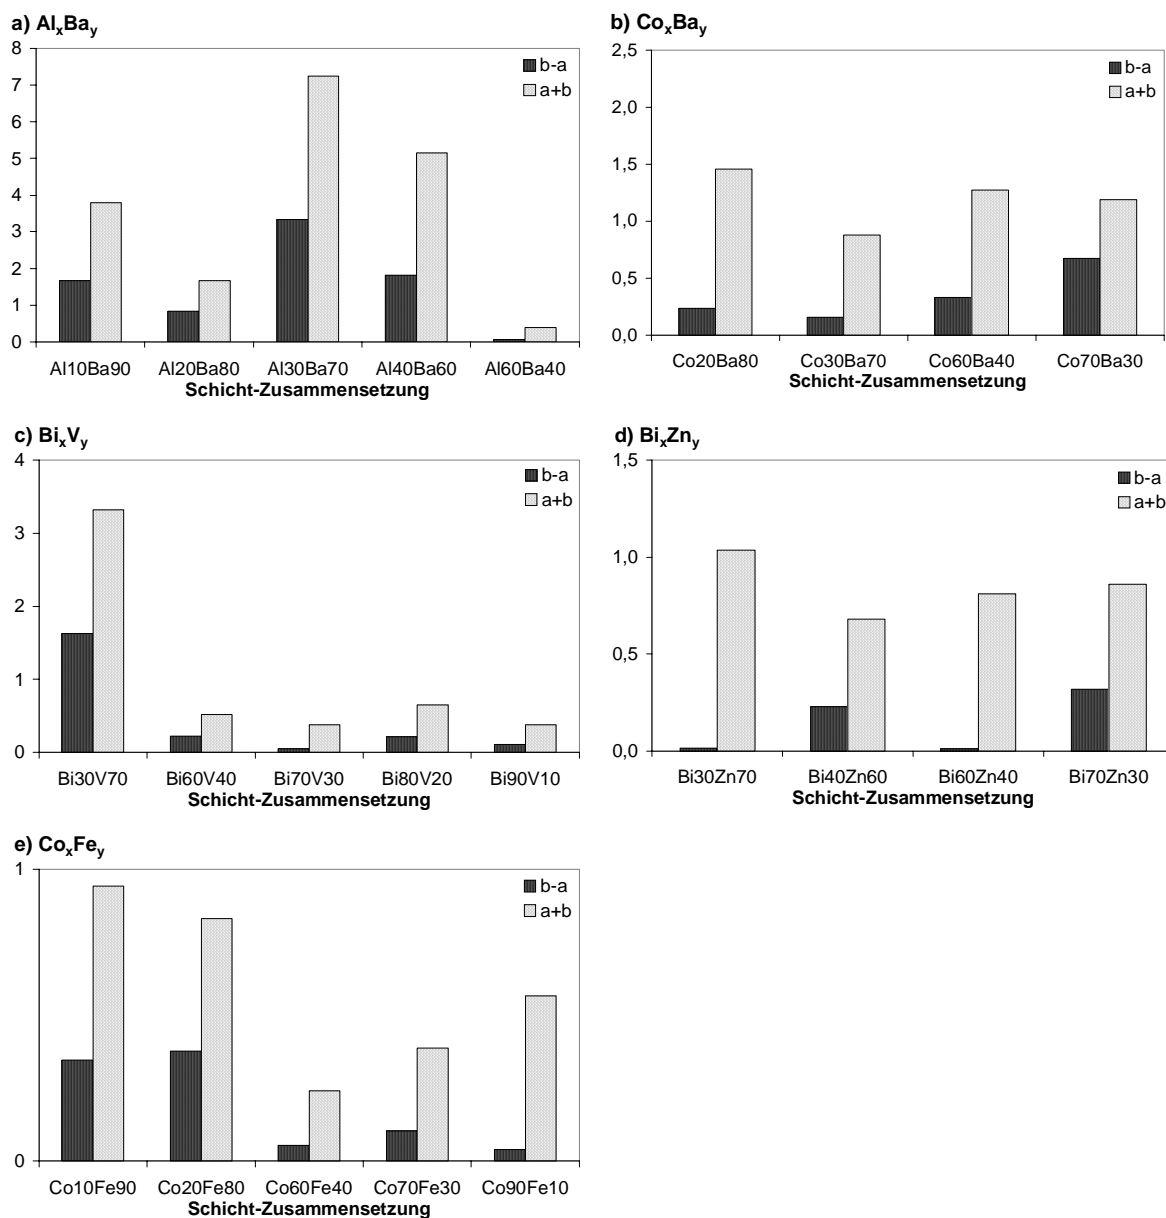 a) AlxBay
8
7
6
5
4
3
2
1
0
b-a
a+b
Al10Ba90 Al20Ba80 Al30Ba70 Al40Ba60 Al60Ba40
Schicht-Zusammensetzung
b) CoxBay
2,5
2,0
1,5
1,0
0,5
0,0
b-a
a+b
Co20Ba80 Co30Ba70 Co60Ba40 Co70Ba30
Schicht-Zusammensetzung
c) BixVy
4
3
2
1
0
b-a
a+b
Bi30V70 Bi60V40 Bi70V30 Bi80V20 Bi90V10
Schicht-Zusammensetzung
d) BixZny
1,5
1,0
0,5
0,0
b-a
a+b
Bi30Zn70 Bi40Zn60 Bi60Zn40 Bi70Zn30
Schicht-Zusammensetzung
e) CoxFey
1
0
b-a
a+b
Co10Fe90 Co20Fe80 Co60Fe40 Co70Fe30 Co90Fe10
Schicht-Zusammensetzung